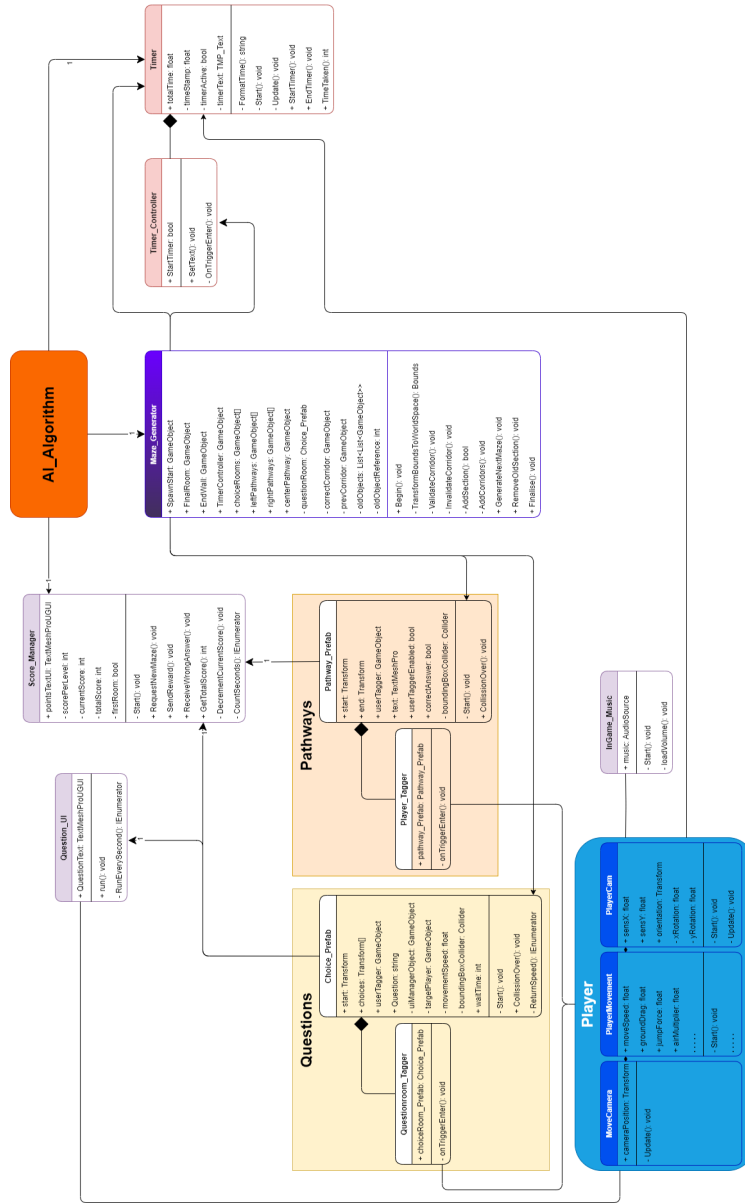 AI_Algorithm
1
1
1
Timer
+ totalTime: float
- timeStamp: float
- timerActive: bool
- timerText: TMP_Text
- FormatTime(): string
- Start(): void
- Update(): void
+ StartTimer(): void
+ EndTimer(): void
+ TimeTaken(): int
Timer_Controller
+ StartTimer: bool
+ SetText(): void
- OnTriggerEnter(): void
Maze_Generator
+ SpawnStart: GameObject
+ FinalRoom: GameObject
+ EndWall: GameObject
+ TimerController: GameObject
+ choiceRooms: GameObject[]
+ leftPathways: GameObject[]
+ rightPathways: GameObject[]
+ centerPathway: GameObject
- questionRoom: Choice_Prefab
- correctCorridor: GameObject
- prevCorridor: GameObject
- oldObjects: List<List<GameObject>>
- oldObjectReference: int
+ Begin(): void
- TransformBoundsToWorldSpace(): Bounds
- ValidateCorridor(): void
- InvalidateCorridor(): void
- AddSection(): bool
- AddCorridors(): void
+ GenerateNextMaze(): void
+ RemoveOldSection(): void
+ Finalise(): void
Score_Manager
+ pointsTextUI: TextMeshProUGUI
- scorePerLevel: int
- currentScore: int
- totalScore: int
- firstRoom: bool
- Start(): void
+ RequestNewMaze(): void
+ SendReward(): void
+ ReceiveWrongAnswer(): void
+ GetTotalScore(): int
- DecrementCurrentScore(): void
- CountSeconds(): IEnumerator
1
1
Question_UI
+ QuestionText: TextMeshProUGUI
+ run(): void
- RunEverySecond(): IEnumerator
1
Pathways
Pathway_Prefab
+ start: Transform
+ end: Transform
+ userTagger: GameObject
+ text: TextMeshPro
+ userTaggerEnabled: bool
+ correctAnswer: bool
- boundingBoxCollider: Collider
- Start(): void
+ CollisionOver(): void
Player_Tagger
+ pathway_Prefab: Pathway_Prefab
- onTriggerEnter(): void
Questions
Choice_Prefab
+ start: Transform
+ choices: Transform[]
+ userTagger: GameObject
+ Question: string
- uiManagerObject: GameObject
- targetPlayer: GameObject
- movementSpeed: float
- boundingBoxCollider: Collider
- waitTime: int
- Start(): void
+ CollisionOver(): void
ReturnSpeed(): IEnumerator
Questionroom_Tagger
+ choiceRoom_Prefab: Choice_Prefab
- onTriggerEnter(): void
InGame_Music
+ music: AudioSource
- Start(): void
- loadVolume(): void
Player
MoveCamera
+ cameraPosition: Transform
- Update(): void
PlayerMovement
+ moveSpeed: float
+ groundDrag: float
+ jumpForce: float
+ airMultiplier: float
. . . . .
- Start(): void
. . . . .
PlayerCam
+ sensX: float
+ sensY: float
+ orientation: Transform
- xRotation: float
- yRotation: float
- Start(): void
- Update(): void